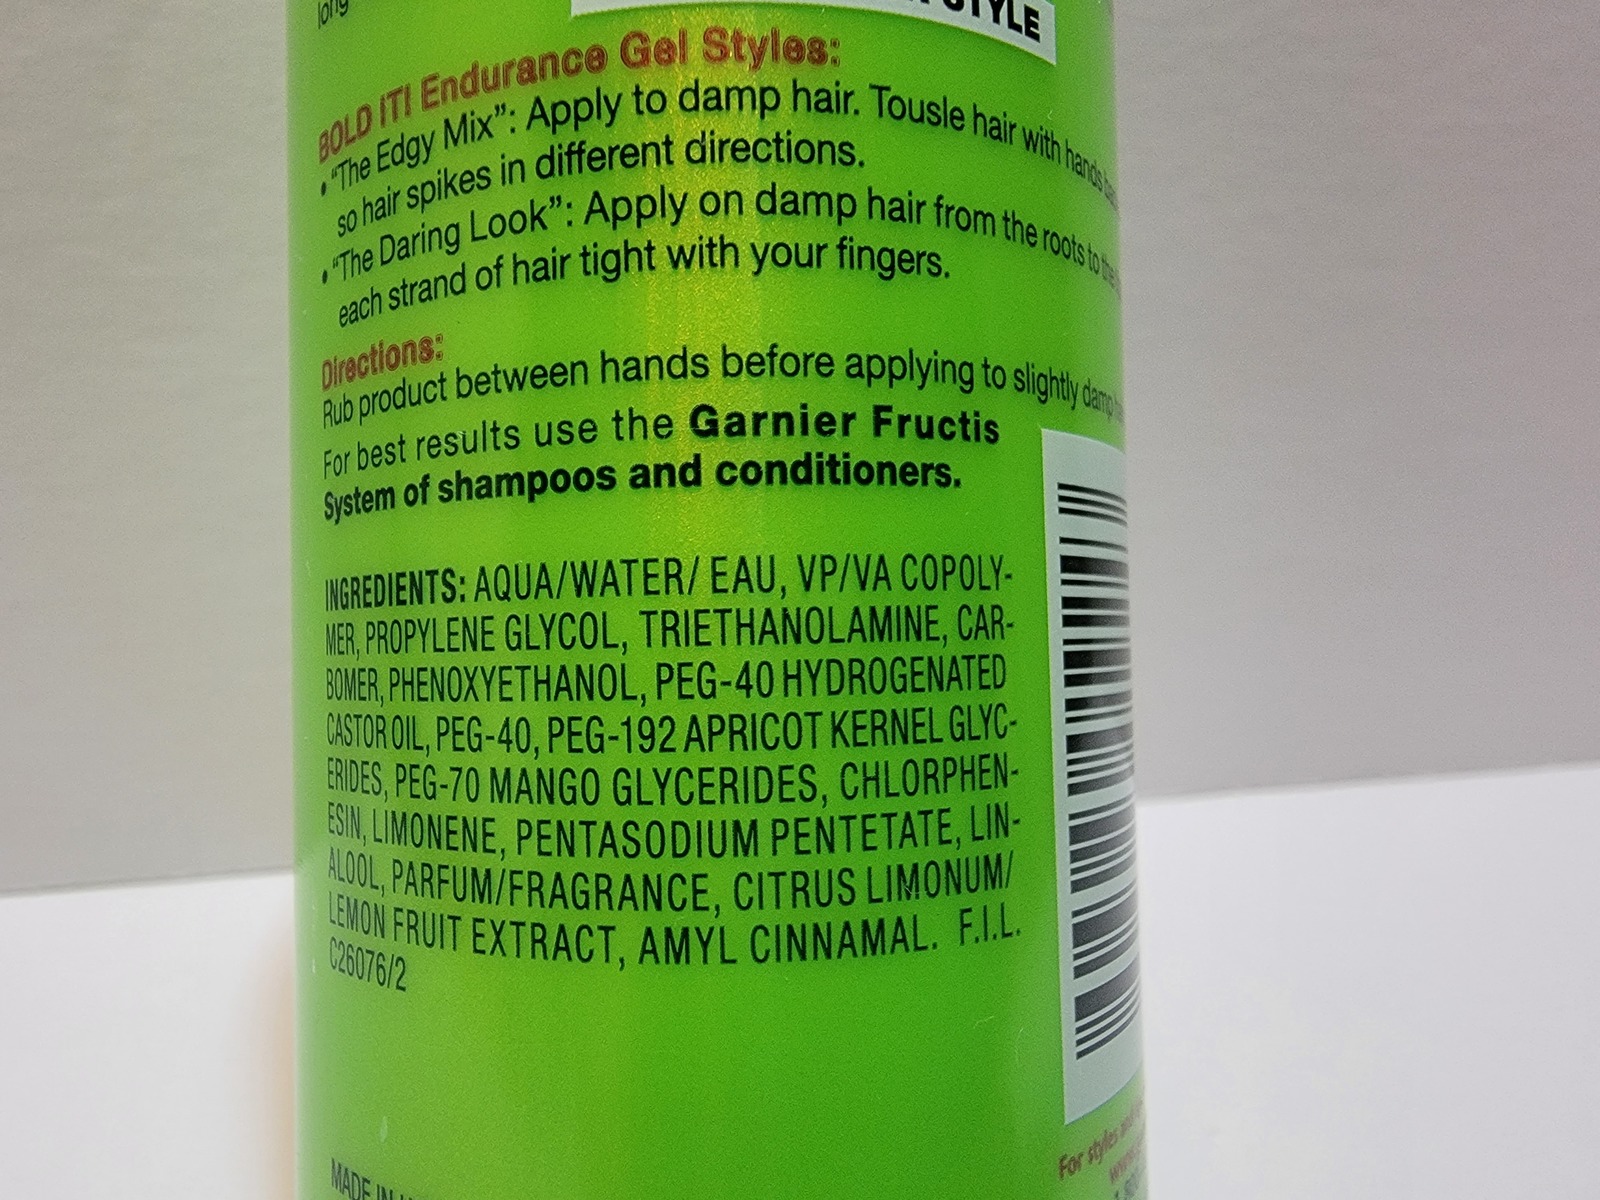 long
STYLE
BOLD IT! Endurance Gel Styles:
• "The Edgy Mix": Apply to damp hair. Tousle hair with hands
so hair spikes in different directions.
• "The Daring Look": Apply on damp hair from the roots to the
each strand of hair tight with your fingers.
Directions:
Rub product between hands before applying to slightly damp
For best results use the Garnier Fructis
System of shampoos and conditioners.
INGREDIENTS: AQUA/WATER/ EAU, VP/VA COPOLY-
MER, PROPYLENE GLYCOL, TRIETHANOLAMINE, CAR-
BOMER, PHENOXYETHANOL, PEG-40 HYDROGENATED
CASTOR OIL, PEG-40, PEG-192 APRICOT KERNEL GLYC-
ERIDES, PEG-70 MANGO GLYCERIDES, CHLORPHEN-
ESIN, LIMONENE, PENTASODIUM PENTETATE, LIN-
ALOOL, PARFUM/FRAGRANCE, CITRUS LIMONUM/
LEMON FRUIT EXTRACT, AMYL CINNAMAL. F.I.L.
C26076/2
For styles
MADE IN